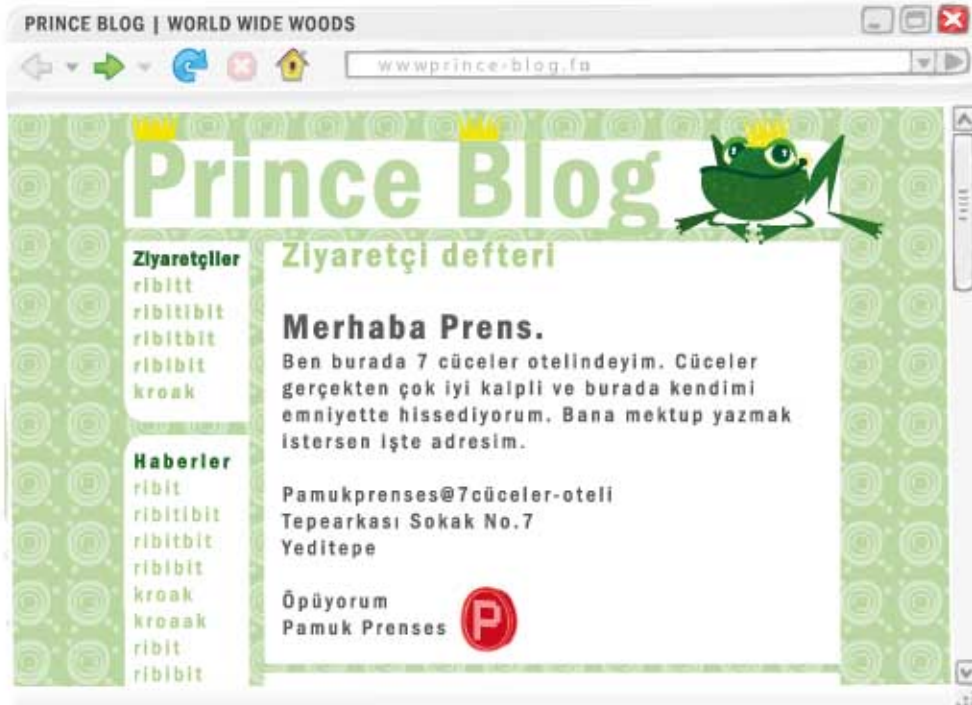 PRINCE BLOG | WORLD WIDE WOODS
wwwprince-blog.fn
Prince Blog
Ziyaretçiler
ribitt
ribitibit
ribitbit
ribibit
kroak
Haberler
ribit
ribitibit
ribitbit
ribibit
kroak
kroaak
ribit
ribibit
Ziyaretçi defteri
Merhaba Prens.
Ben burada 7 cüceler otelindeyim. Cüceler
gerçekten çok iyi kalpli ve burada kendimi
emniyette hissediyorum. Bana mektup yazmak
istersen işte adresim.
Pamukprenses@7cüceler-oteli
Tepearkası Sokak No.7
Yeditepe
Öpüyorum
Pamuk Prenses
P